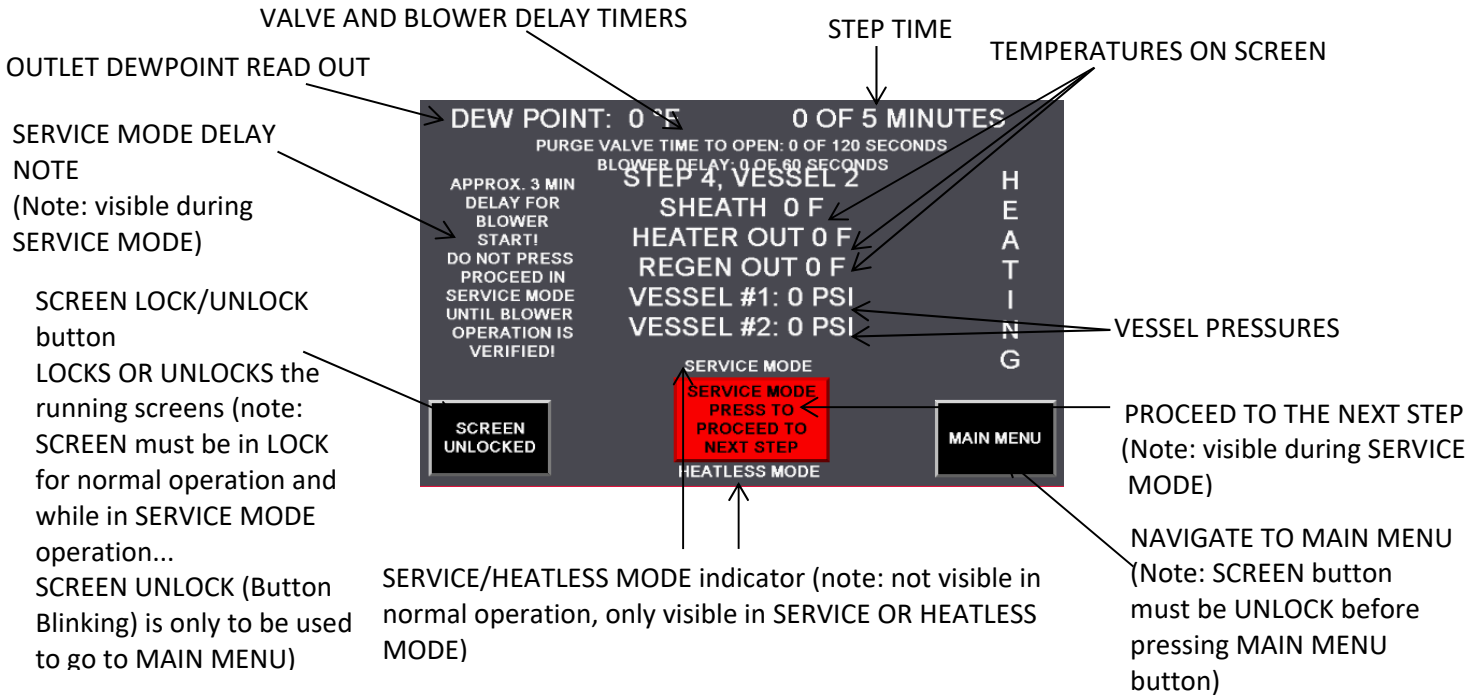 VALVE AND BLOWER DELAY TIMERS
STEP TIME
TEMPERATURES ON SCREEN
OUTLET DEWPOINT READ OUT
SERVICE MODE DELAY
NOTE
(Note: visible during
SERVICE MODE)
DEW POINT: 0 °F
0 OF 5 MINUTES
PURGE VALVE TIME TO OPEN: 0 OF 120 SECONDS
BLOWER DELAY: 0 OF 60 SECONDS
STEP 4, VESSEL 2
SHEATH 0 F
HEATER OUT 0 F
REGEN OUT 0 F
VESSEL #1: 0 PSI
VESSEL #2: 0 PSI
APPROX. 3 MIN
DELAY FOR
BLOWER
START!
DO NOT PRESS
PROCEED IN
SERVICE MODE
UNTIL BLOWER
OPERATION IS
VERIFIED!
H
E
A
T
I
N
G
SERVICE MODE
SERVICE MODE
PRESS TO
PROCEED TO
NEXT STEP
HEATLESS MODE
SCREEN
UNLOCKED
MAIN MENU
SCREEN LOCK/UNLOCK
button
LOCKS OR UNLOCKS the
running screens (note:
SCREEN must be in LOCK
for normal operation and
while in SERVICE MODE
operation...
SCREEN UNLOCK (Button
Blinking) is only to be used
to go to MAIN MENU)
VESSEL PRESSURES
PROCEED TO THE NEXT STEP
(Note: visible during SERVICE
MODE)
NAVIGATE TO MAIN MENU
(Note: SCREEN button
must be UNLOCK before
pressing MAIN MENU
button)
SERVICE/HEATLESS MODE indicator (note: not visible in
normal operation, only visible in SERVICE OR HEATLESS
MODE)